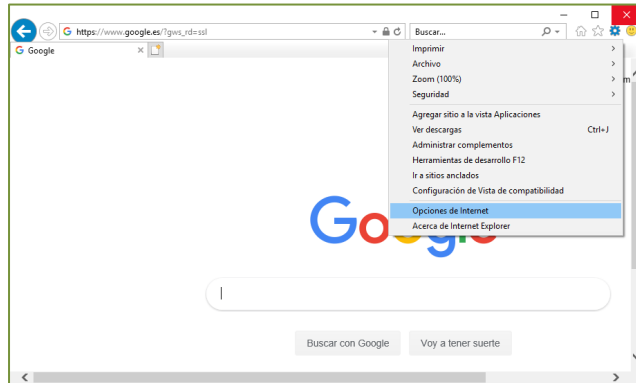 https://www.google.es/?gws_rd=ssl
Buscar...
Google
Imprimir
Archivo
Zoom (100%)
Seguridad
Agregar sitio a la vista Aplicaciones
Ver descargas Ctrl+J
Administrar complementos
Herramientas de desarrollo F12
Ir a sitios anclados
Configuración de Vista de compatibilidad
Opciones de Internet
Acerca de Internet Explorer
Google
Buscar con Google Voy a tener suerte